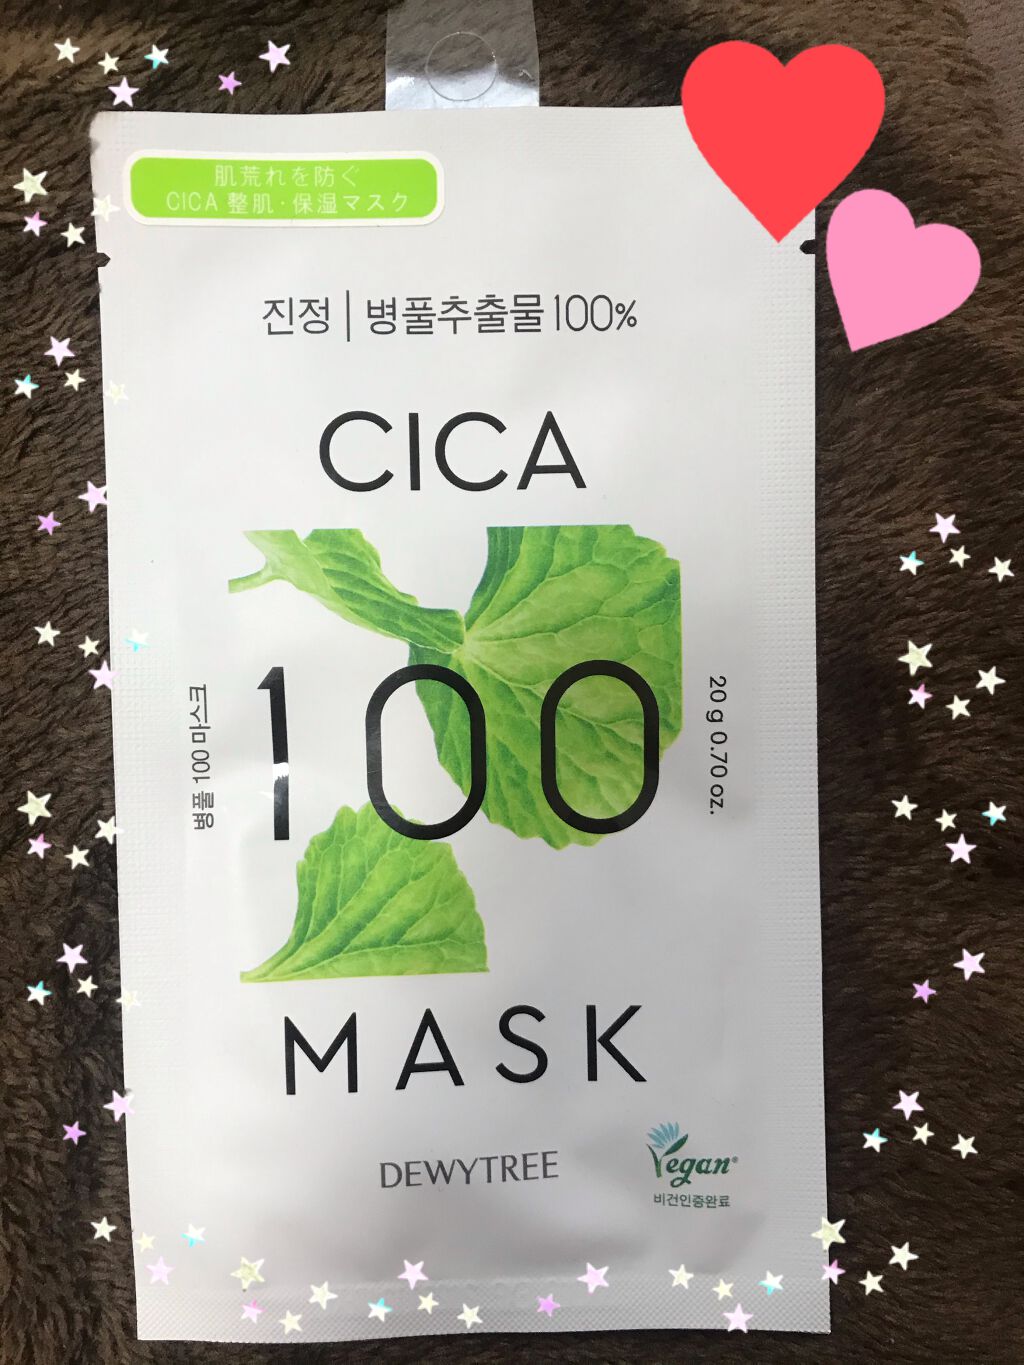 肌荒れを防ぐ
CICA 整肌·保湿マスク
진정 | 병풀추출물 100%
CICA
100
병풀 100 마스크
20 g 0.70 oz.
MASK
DEWYTREE
Vegan®
비건인증완료